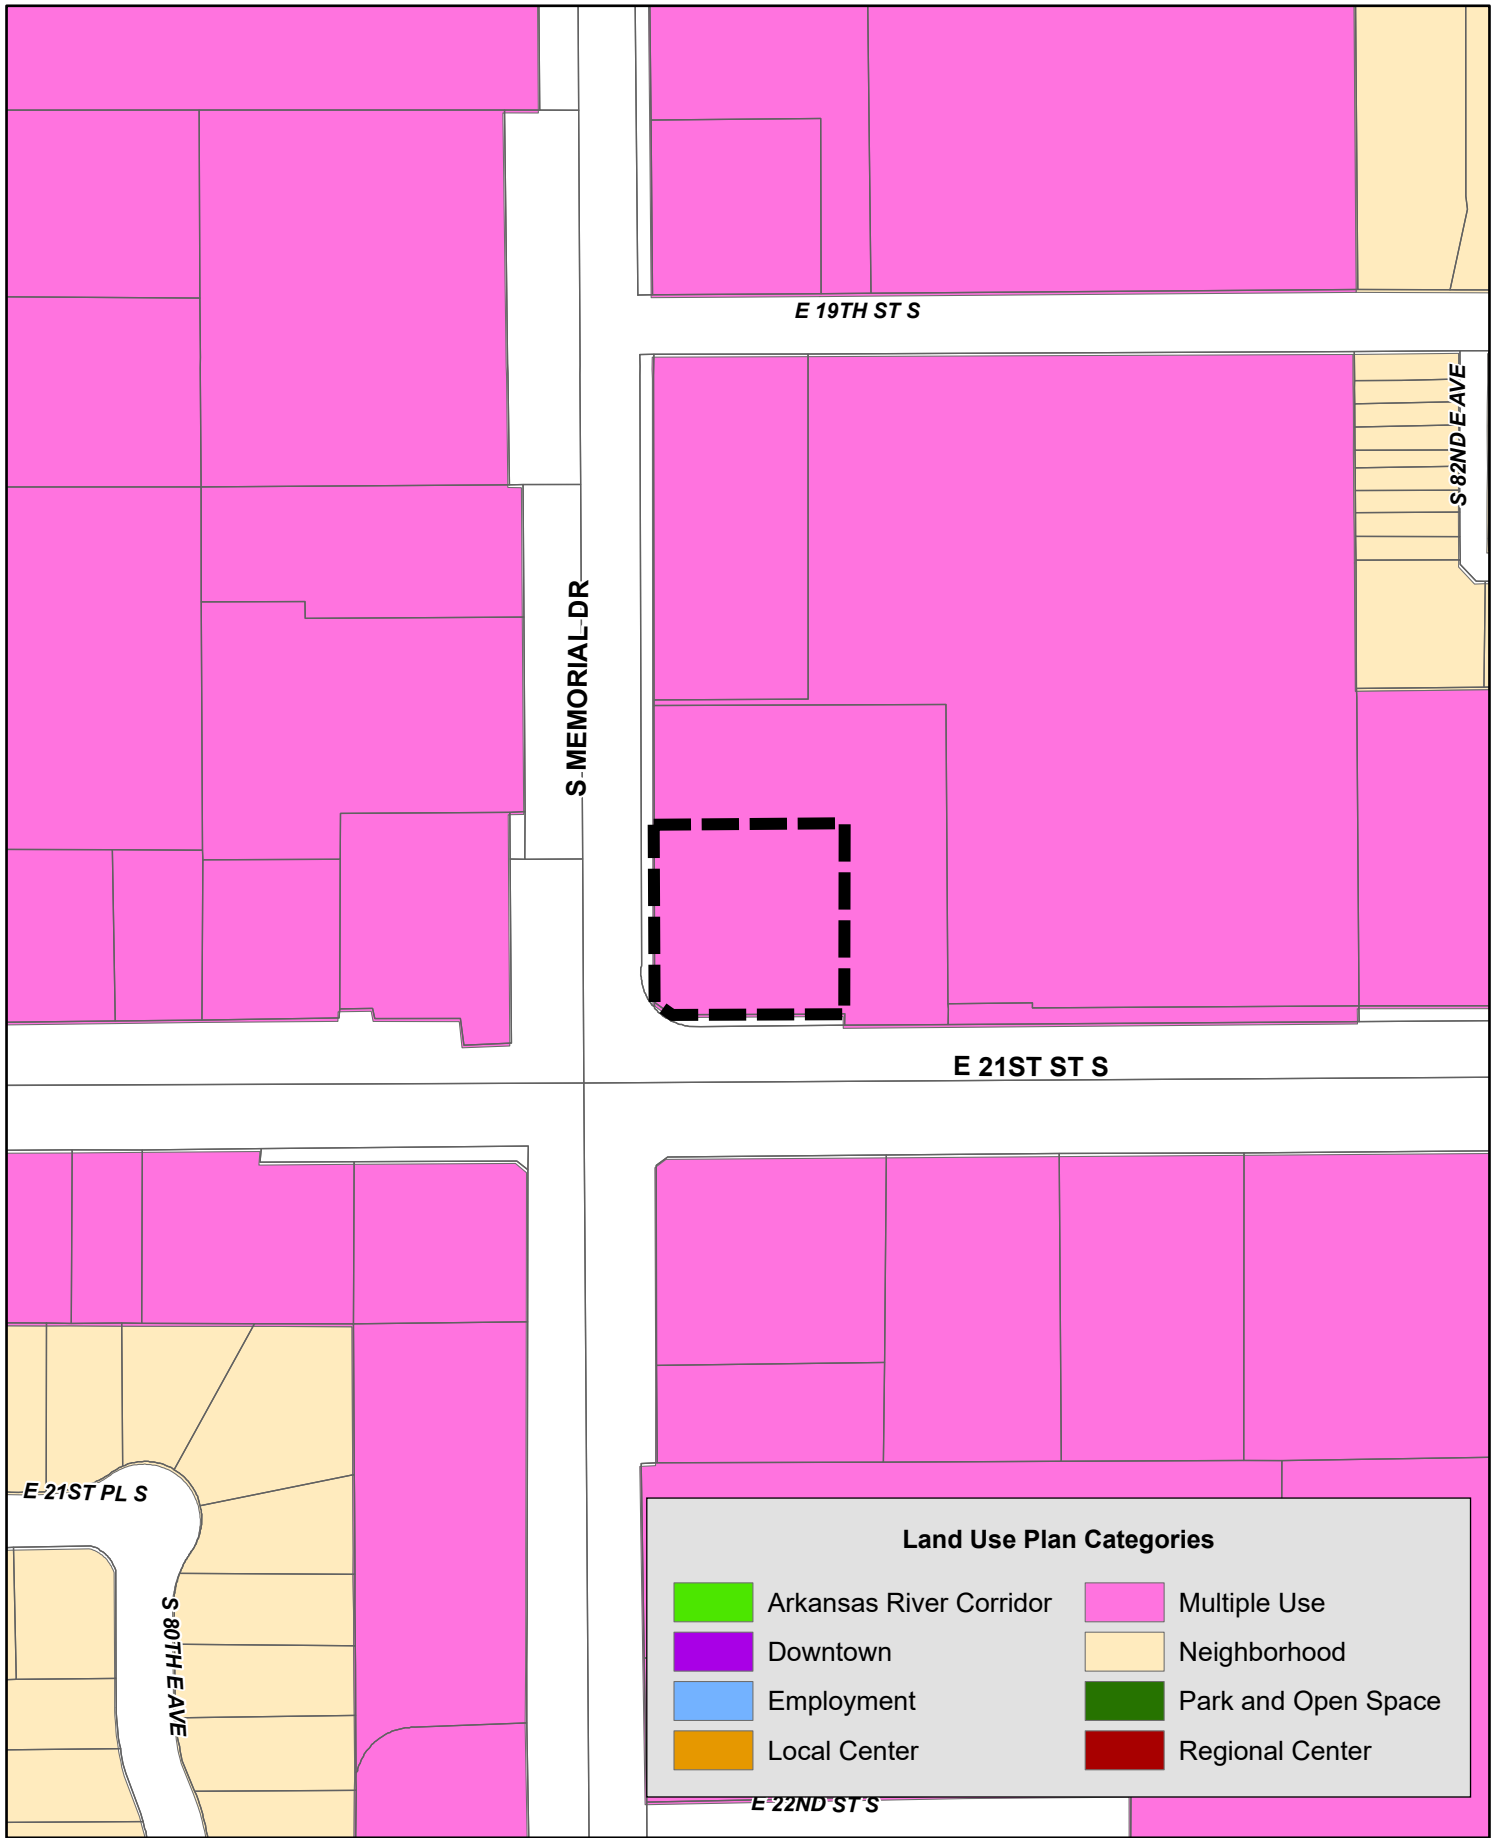 E 19TH ST S
S 82ND E AVE
S MEMORIAL DR
E 21ST ST S
E 21ST PL S
S 80TH E AVE
Land Use Plan Categories
Arkansas River Corridor
Downtown
Employment
Local Center
Multiple Use
Neighborhood
Park and Open Space
Regional Center
E 22ND ST S